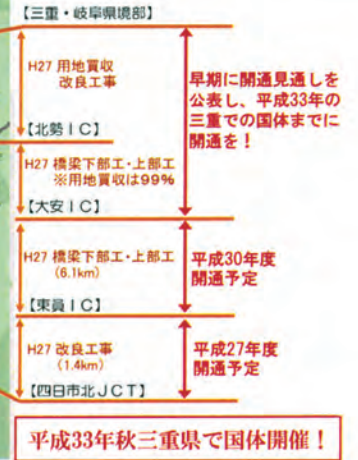 【三重・岐阜県境部】
H27 用地買収
改良工事
早期に開通見通しを
公表し、平成33年の
三重での国体までに
開通を!
【北勢IC】
H27 橋梁下部工・上部工
※用地買収は99%
【大安IC】
H27 橋梁下部工・上部工
(6.1km)
平成30年度
開通予定
【東員IC】
H27 改良工事
(1.4km)
平成27年度
開通予定
【四日市北JCT】
平成33年秋三重県で国体開催!